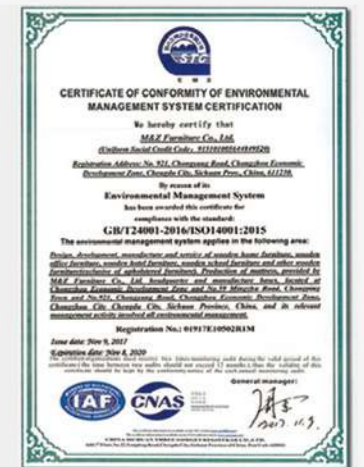 STC
E M S
CERTIFICATE OF CONFORMITY OF ENVIRONMENTAL
MANAGEMENT SYSTEM CERTIFICATION
We hereby certify that
M&Z Furniture Co., Ltd.
(Uniform Social Credit Code:
Registration Address: No. 921, Chongyang Road, Chongzhou Economic
Development Zone, Chengdu City, Sichuan Prov., China, 611230.
By reason of its
Environmental Management System
has been awarded this certificate for
compliance with the standard:
GB/T24001-2016/ISO14001:2015
The environmental management system applies in the following area:
Design, development, manufacture and service of wooden home furniture, wooden
office furniture, wooden hotel furniture, wooden school furniture and other wooden
furniture(exclusive of upholstered furniture). Production of mattress, provided by
M&Z Furniture Co., Ltd. headquarter and manufacture bases, located at
Chongzhou Economic Development Zone and No.59 Mingzhu Road, Chongyang
Town and No.921, Chongyang Road, Chongzhou Economic Development Zone,
Chongzhou City Chengdu City, Sichuan Province, China, and its relevant
management activity involved all environmental management.
Registration No.: 01917E10502R1M
Issue date: Nov 9, 2017
Expiration date: Nov 8, 2020
General manager:
IAF
CNAS
2017. 11. 9.